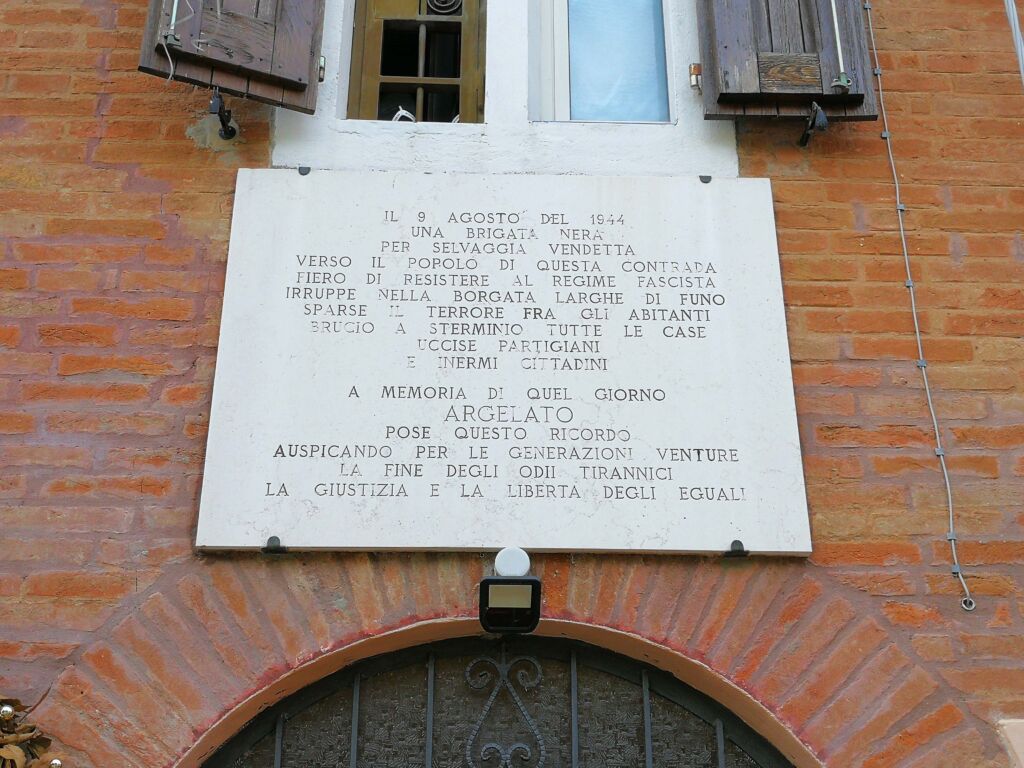 IL 9 AGOSTO DEL 1944
UNA BRIGATA NERA
PER SELVAGGIA VENDETTA
VERSO IL POPOLO DI QUESTA CONTRADA
FIERO DI RESISTERE AL REGIME FASCISTA
IRRUPPE NELLA BORGATA LARGHE DI FUNO
SPARSE IL TERRORE FRA GLI ABITANTI
BRUCIO A STERMINIO TUTTE LE CASE
UCCISE PARTIGIANI
E INERMI CITTADINI
A MEMORIA DI QUEL GIORNO
ARGELATO
POSE QUESTO RICORDO
AUSPICANDO PER LE GENERAZIONI VENTURE
LA FINE DEGLI ODII TIRANNICI
LA GIUSTIZIA E LA LIBERTA DEGLI EGUALI